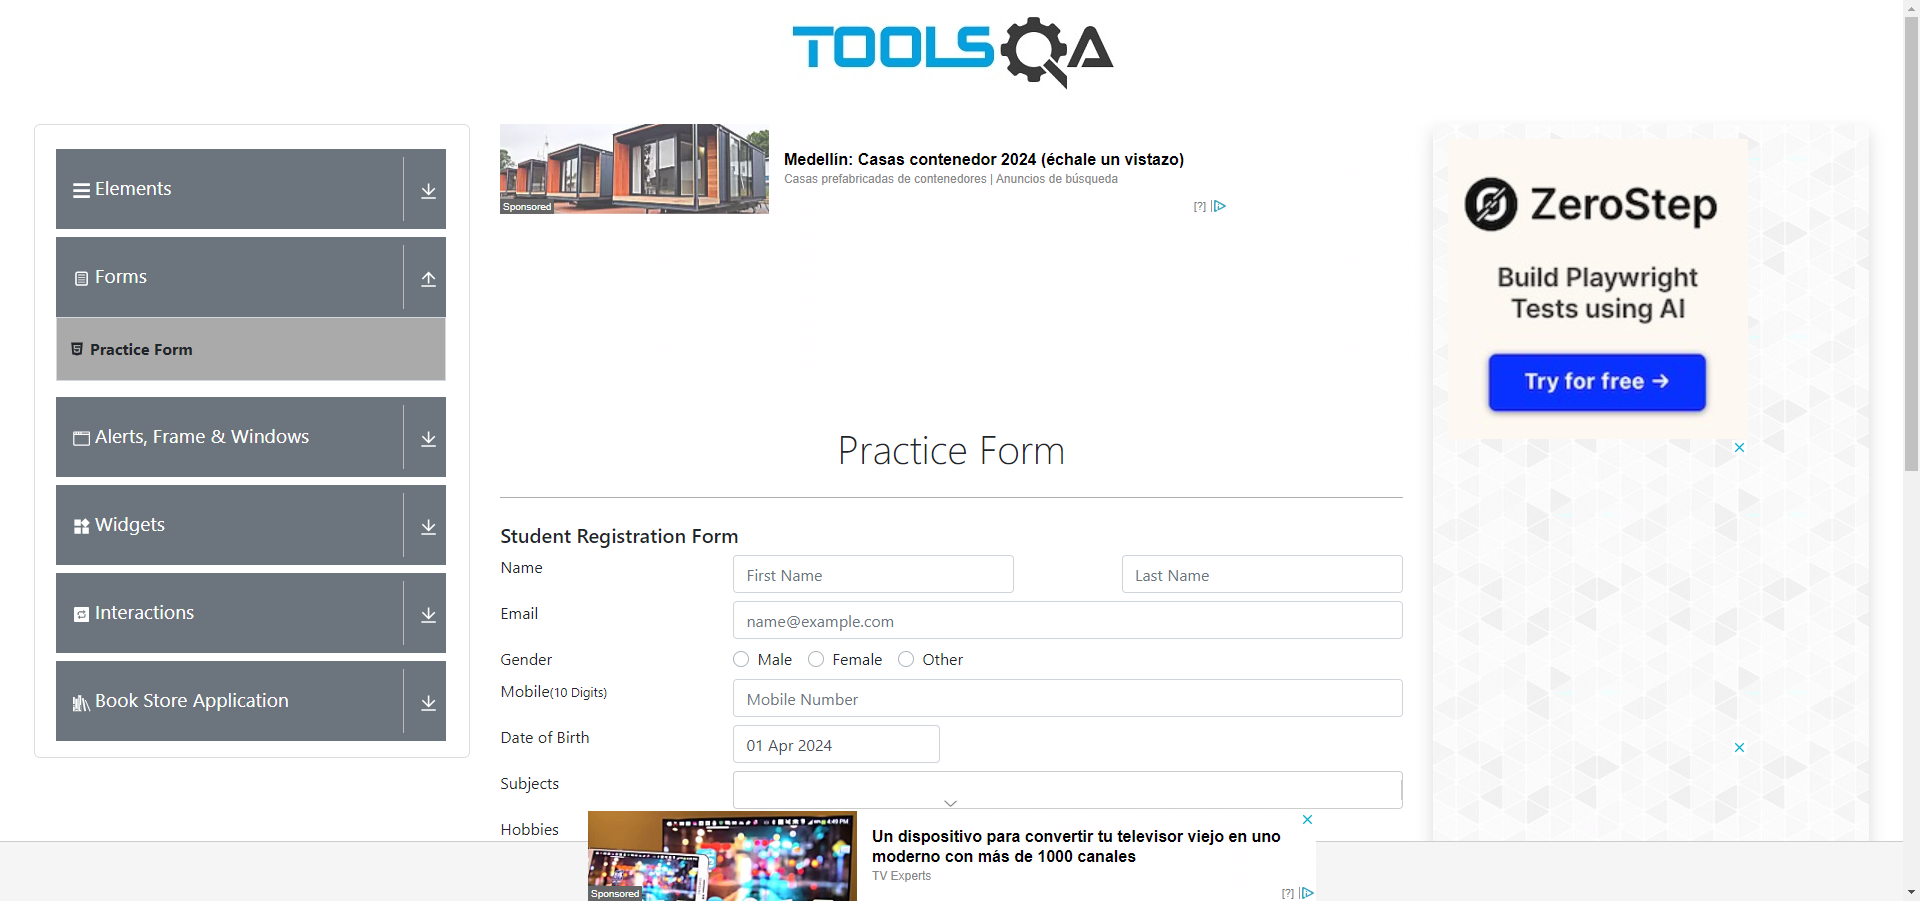 TOOLSQA
Elements
Forms
Practice Form
Alerts, Frame & Windows
Widgets
Interactions
Book Store Application
Sponsored
Medellín: Casas contenedor 2024 (échale un vistazo)
Casas prefabricadas de contenedores | Anuncios de búsqueda
[?]
Practice Form
Student Registration Form
Name
First Name
Last Name
Email
name@example.com
Gender
Male
Female
Other
Mobile(10 Digits)
Mobile Number
Date of Birth
01 Apr 2024
Subjects
Hobbies
4:49 PM
Sponsored
Un dispositivo para convertir tu televisor viejo en uno
moderno con más de 1000 canales
TV Experts
[?]
ZeroStep
Build Playwright
Tests using AI
Try for free →